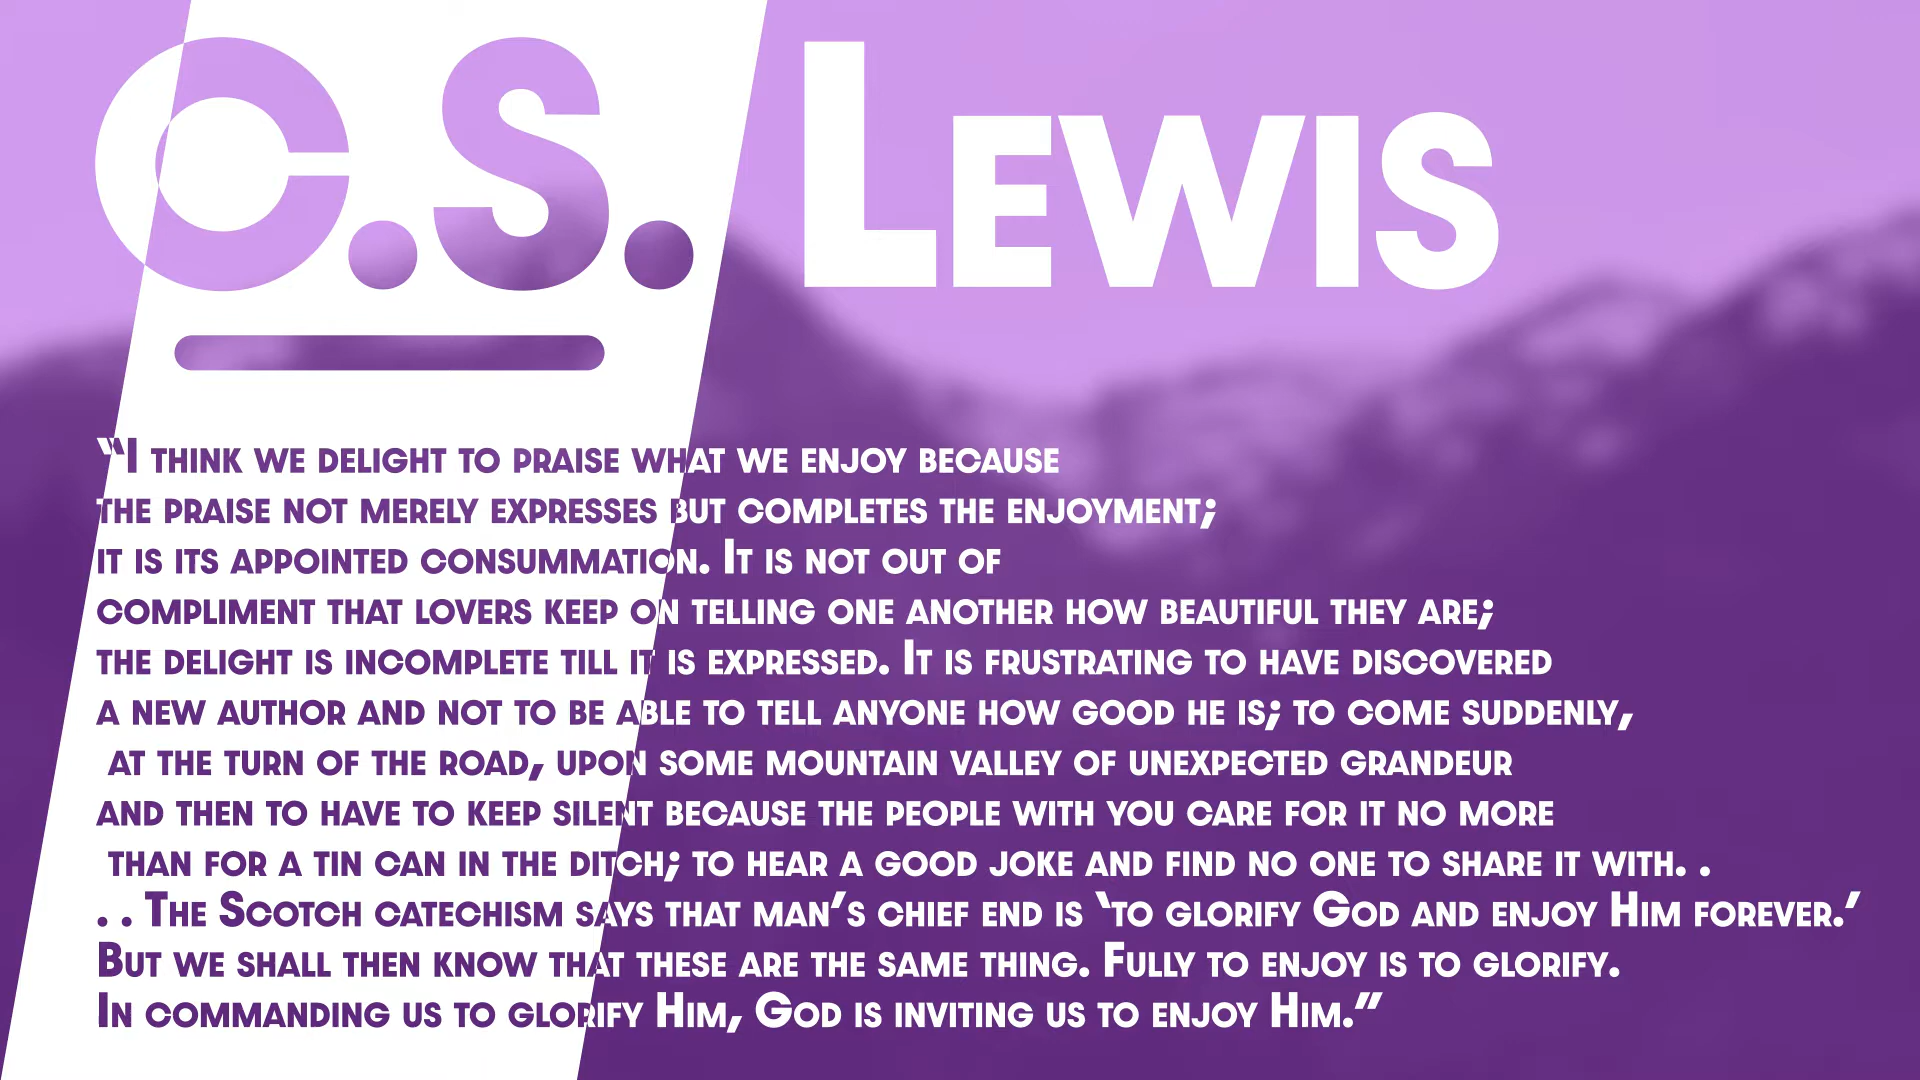 C.S. Lewis
“I think we delight to praise what we enjoy because
the praise not merely expresses but completes the enjoyment;
it is its appointed consummation. It is not out of
compliment that lovers keep on telling one another how beautiful they are;
the delight is incomplete till it is expressed. It is frustrating to have discovered
a new author and not to be able to tell anyone how good he is; to come suddenly,
at the turn of the road, upon some mountain valley of unexpected grandeur
and then to have to keep silent because the people with you care for it no more
than for a tin can in the ditch; to hear a good joke and find no one to share it with. .
. . The Scotch catechism says that man’s chief end is ‘to glorify God and enjoy Him forever.’
But we shall then know that these are the same thing. Fully to enjoy is to glorify.
In commanding us to glorify Him, God is inviting us to enjoy Him.”